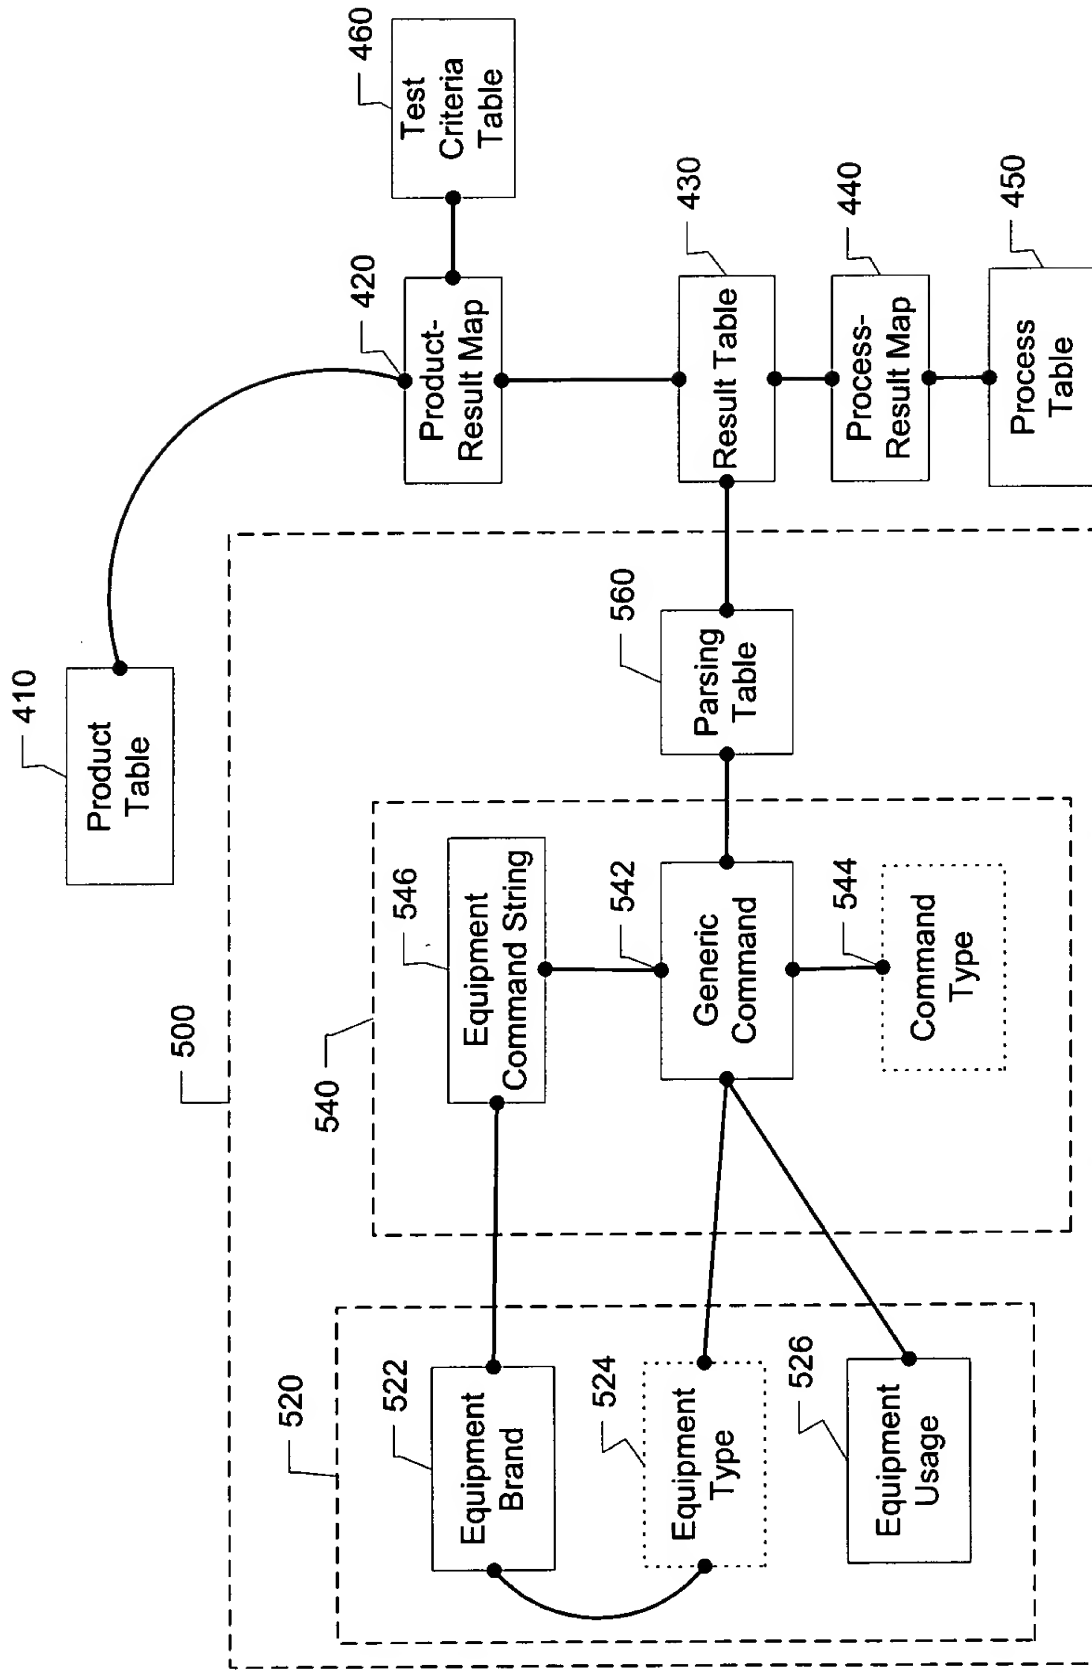 410
Product
Table
500
420
Product-
Result Map
460
Test
Criteria
Table
520
522
Equipment
Brand
524
Equipment
Type
526
Equipment
Usage
540
546
Equipment
Command String
542
Generic
Command
544
Command
Type
560
Parsing
Table
430
Result Table
440
Process-
Result Map
450
Process
Table